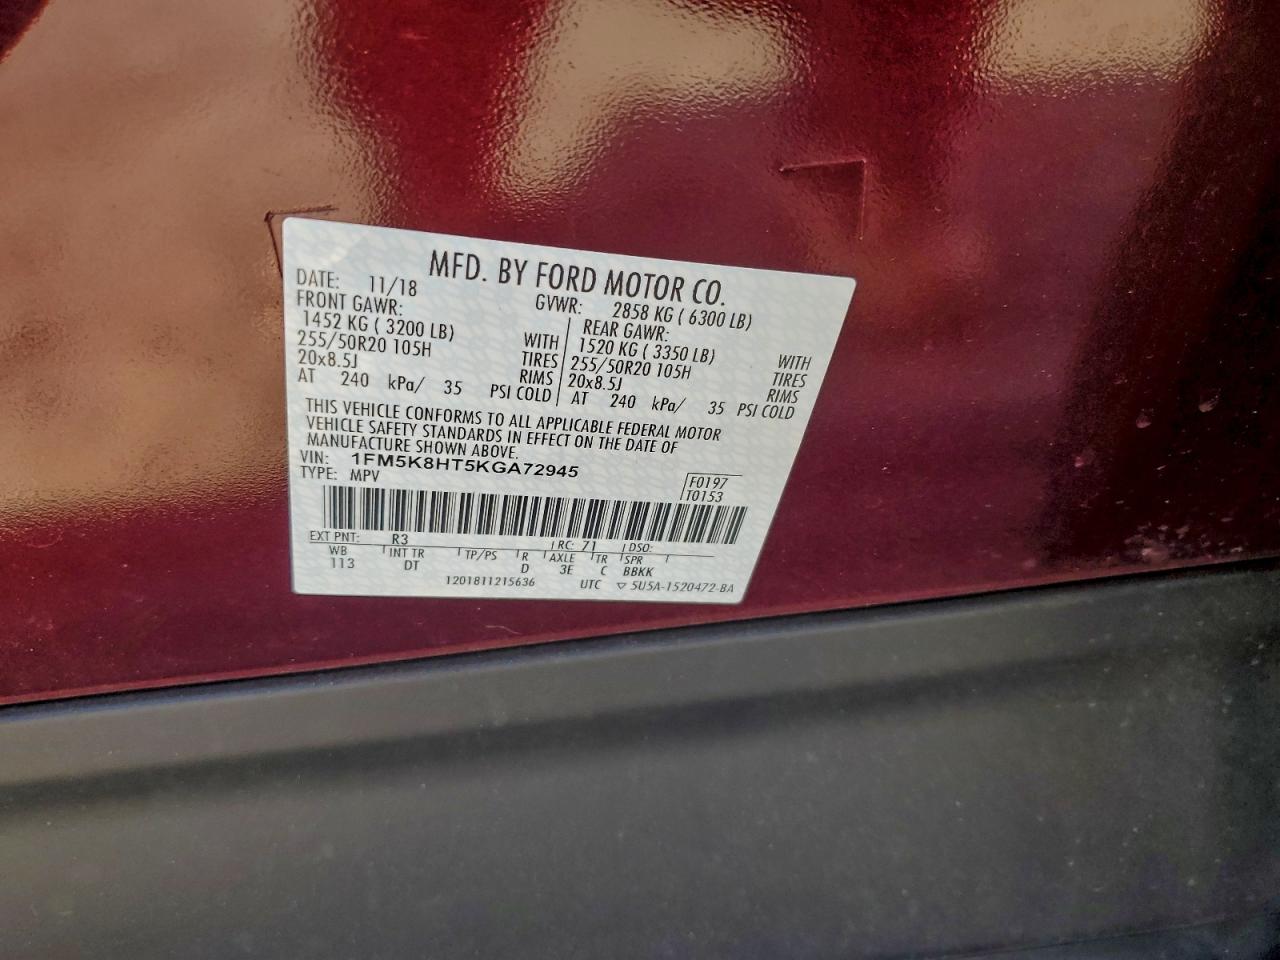 MFD. BY FORD MOTOR CO.
DATE: 11/18 GVWR: 2858 KG ( 6300 LB)
FRONT GAWR: REAR GAWR:
1452 KG ( 3200 LB) WITH 1520 KG ( 3350 LB) WITH
255/50R20 105H TIRES 255/50R20 105H TIRES
20x8.5J RIMS 20x8.5J RIMS
AT 240 kPa/ 35 PSI COLD AT 240 kPa/ 35 PSI COLD
THIS VEHICLE CONFORMS TO ALL APPLICABLE FEDERAL MOTOR
VEHICLE SAFETY STANDARDS IN EFFECT ON THE DATE OF
MANUFACTURE SHOWN ABOVE.
VIN: 1FM5K8HT5KGA72945
TYPE: MPV F0197
T0153
EXT PNT: R3 RC: 71 DSO:
WB INT TR TP/PS R AXLE TR SPR
113 DT D 3E C BBKK
1201811215636 UTC ▽ 5U5A-1520472-BA